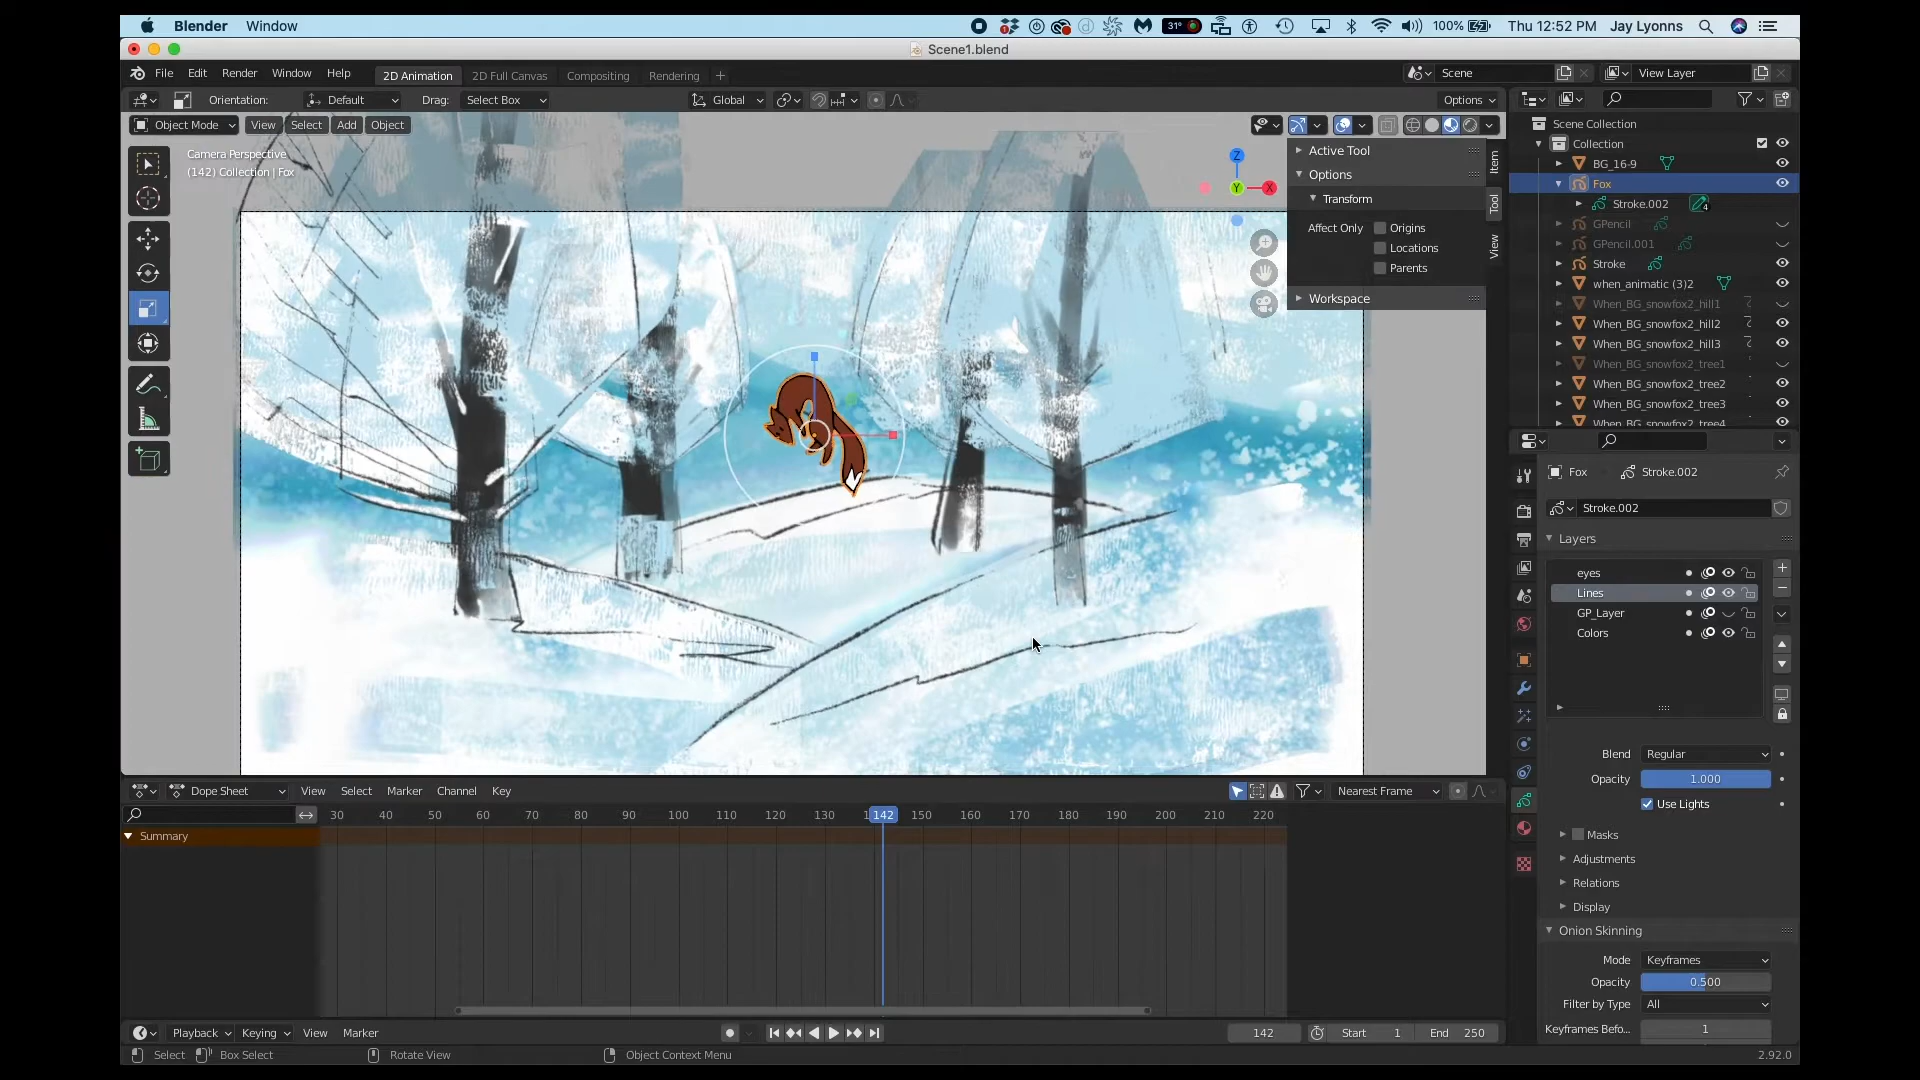 Blender Window 31° 100% Thu 12:52 PM Jay Lyonns
Scene1.blend
File Edit Render Window Help 2D Animation 2D Full Canvas Compositing Rendering + Scene View Layer
Orientation: Default Drag: Select Box Global Options
Object Mode View Select Add Object
Camera Perspective
(142) Collection | Fox
Z
Y X
Active Tool
Options
Transform
Affect Only Origins
Locations
Parents
Workspace
Item
Tool
View
Scene Collection
Collection
BG_16-9
Fox
Stroke.002 4
GPencil
GPencil.001
Stroke
when_animatic (3)2
When_BG_snowfox2_hill1
When_BG_snowfox2_hill2
When_BG_snowfox2_hill3
When_BG_snowfox2_tree1
When_BG_snowfox2_tree2
When_BG_snowfox2_tree3
When_BG_snowfox2_tree4
Fox Stroke.002
Stroke.002
Layers
eyes
Lines
GP_Layer
Colors
Blend Regular
Opacity 1.000
Use Lights
Masks
Adjustments
Relations
Display
Onion Skinning
Mode Keyframes
Opacity 0.500
Filter by Type All
Keyframes Befo... 1
Dope Sheet View Select Marker Channel Key Nearest Frame
30 40 50 60 70 80 90 100 110 120 130 142 150 160 170 180 190 200 210 220
Summary
Playback Keying View Marker 142 Start 1 End 250
Select Box Select Rotate View Object Context Menu 2.92.0